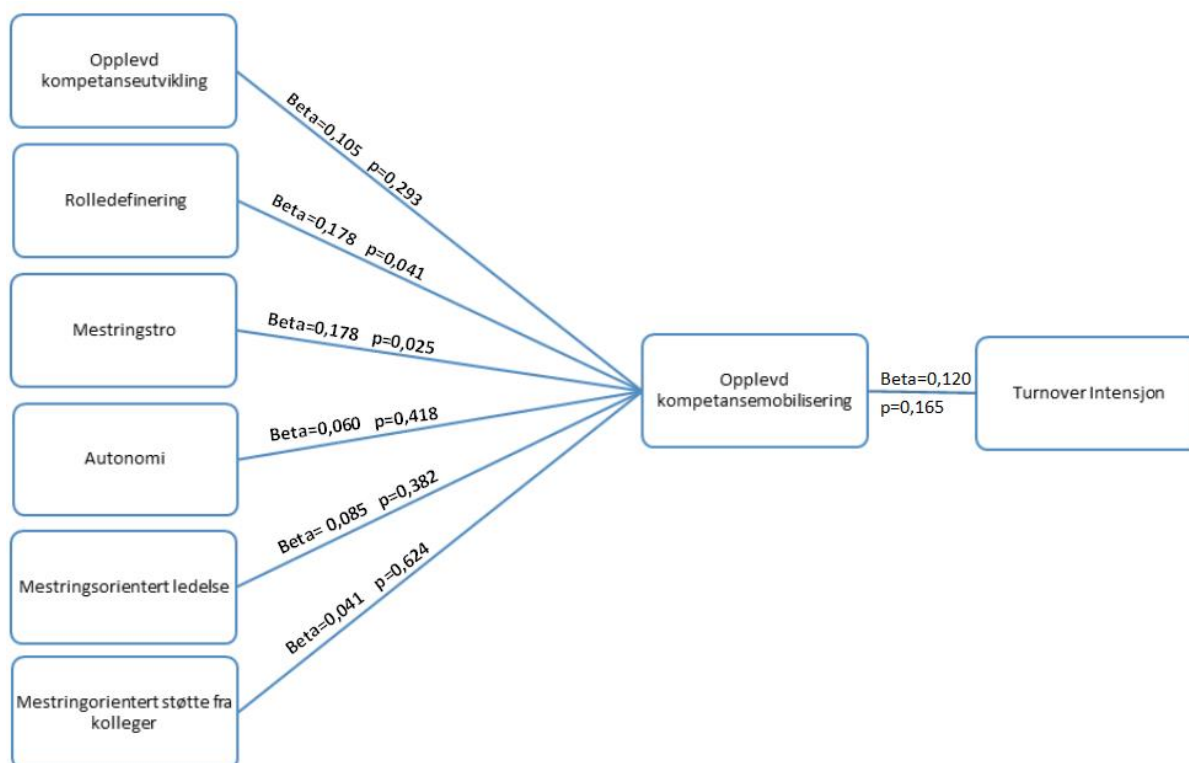 Opplevd
kompetanseutvikling
Beta=0,105 p=0,293
Rolledefinering
Beta=0,178 p=0,041
Mestringstro
Beta=0,178 p=0,025
Autonomi
Beta=0,060 p=0,418
Mestringsorientert ledelse
Beta= 0,085 p=0,382
Mestringorientert støtte fra
kolleger
Beta=0,041 p=0,624
Opplevd
kompetansemobilisering
Beta=0,120
p=0,165
Turnover Intensjon